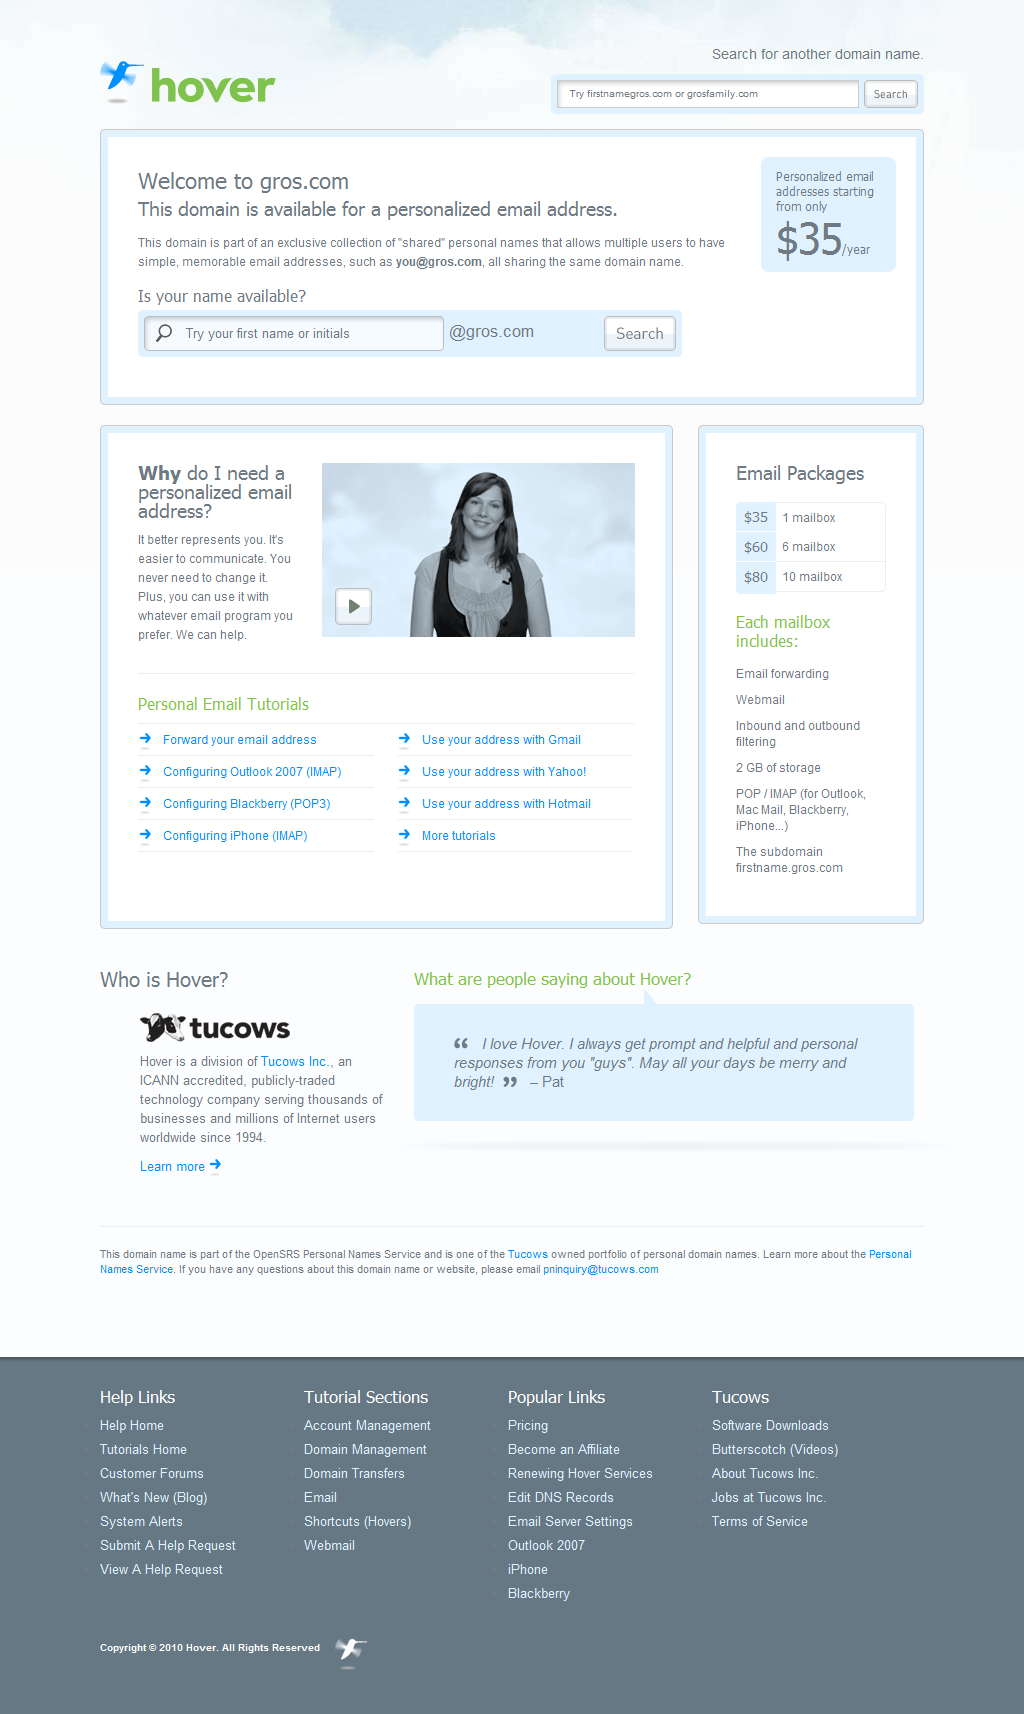 Search for another domain name.
hover
Try firstnamegros.com or grosfamily.com
Search
Welcome to gros.com
This domain is available for a personalized email address.
This domain is part of an exclusive collection of "shared" personal names that allows multiple users to have
simple, memorable email addresses, such as you@gros.com, all sharing the same domain name.
Personalized email
addresses starting
from only
$35/year
Is your name available?
Try your first name or initials
@gros.com
Search
Why do I need a
personalized email
address?
It better represents you. It's
easier to communicate. You
never need to change it.
Plus, you can use it with
whatever email program you
prefer. We can help.
Personal Email Tutorials
Forward your email address
Configuring Outlook 2007 (IMAP)
Configuring Blackberry (POP3)
Configuring iPhone (IMAP)
Use your address with Gmail
Use your address with Yahoo!
Use your address with Hotmail
More tutorials
Email Packages
$35 1 mailbox
$60 6 mailbox
$80 10 mailbox
Each mailbox
includes:
Email forwarding
Webmail
Inbound and outbound
filtering
2 GB of storage
POP / IMAP (for Outlook,
Mac Mail, Blackberry,
iPhone...)
The subdomain
firstname.gros.com
Who is Hover?
tucows
Hover is a division of Tucows Inc., an
ICANN accredited, publicly-traded
technology company serving thousands of
businesses and millions of Internet users
worldwide since 1994.
Learn more
What are people saying about Hover?
“ I love Hover. I always get prompt and helpful and personal
responses from you "guys". May all your days be merry and
bright! ” – Pat
This domain name is part of the OpenSRS Personal Names Service and is one of the Tucows owned portfolio of personal domain names. Learn more about the Personal
Names Service. If you have any questions about this domain name or website, please email pninquiry@tucows.com
Help Links
Help Home
Tutorials Home
Customer Forums
What's New (Blog)
System Alerts
Submit A Help Request
View A Help Request
Tutorial Sections
Account Management
Domain Management
Domain Transfers
Email
Shortcuts (Hovers)
Webmail
Popular Links
Pricing
Become an Affiliate
Renewing Hover Services
Edit DNS Records
Email Server Settings
Outlook 2007
iPhone
Blackberry
Tucows
Software Downloads
Butterscotch (Videos)
About Tucows Inc.
Jobs at Tucows Inc.
Terms of Service
Copyright © 2010 Hover. All Rights Reserved